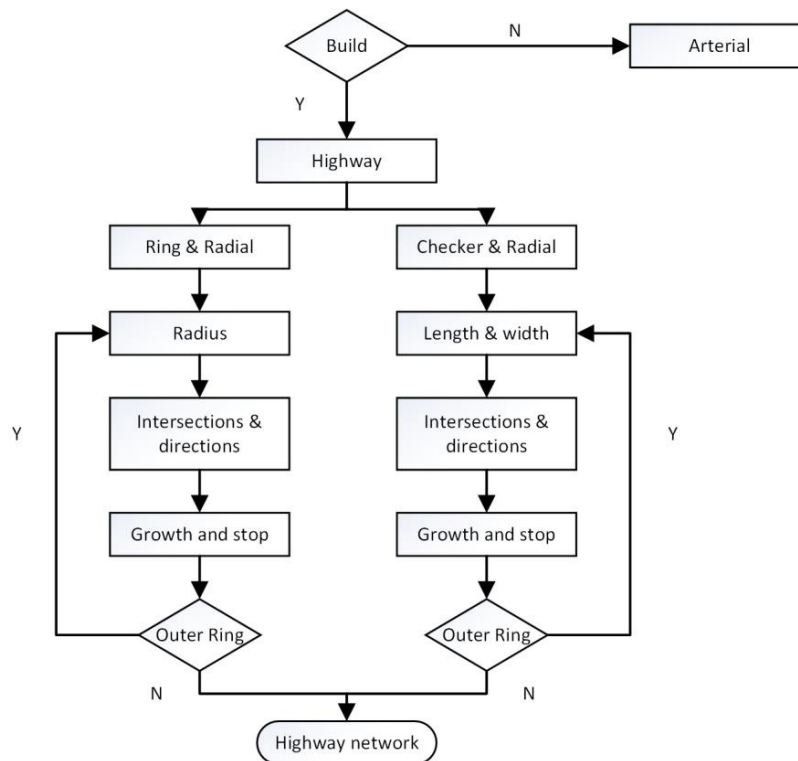 Build
N
Arterial
Y
Highway
Ring & Radial
Checker & Radial
Radius
Length & width
Intersections &
directions
Intersections &
directions
Y
Y
Growth and stop
Growth and stop
Outer Ring
Outer Ring
N
N
Highway network